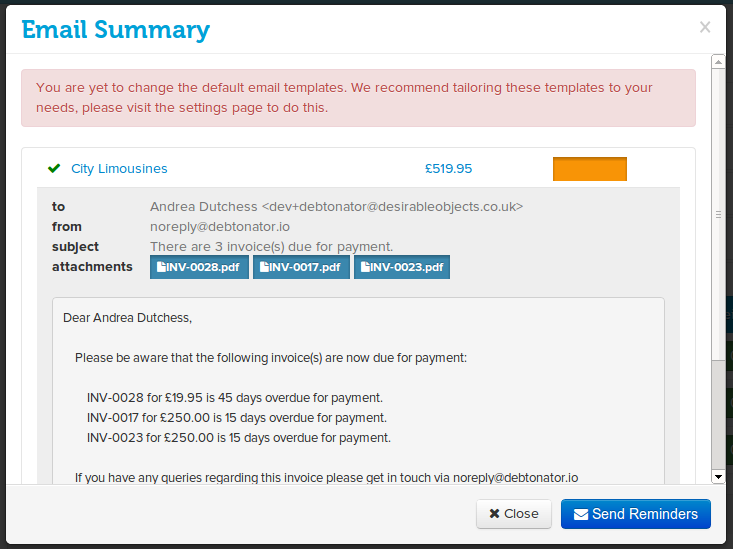 Email Summary
×
You are yet to change the default email templates. We recommend tailoring these templates to your
needs, please visit the settings page to do this.
City Limousines £519.95
to Andrea Dutchess <dev+debtonator@desirableobjects.co.uk>
from noreply@debtonator.io
subject There are 3 invoice(s) due for payment.
attachments INV-0028.pdf INV-0017.pdf INV-0023.pdf
Dear Andrea Dutchess,
Please be aware that the following invoice(s) are now due for payment:
INV-0028 for £19.95 is 45 days overdue for payment.
INV-0017 for £250.00 is 15 days overdue for payment.
INV-0023 for £250.00 is 15 days overdue for payment.
If you have any queries regarding this invoice please get in touch via noreply@debtonator.io
Close Send Reminders